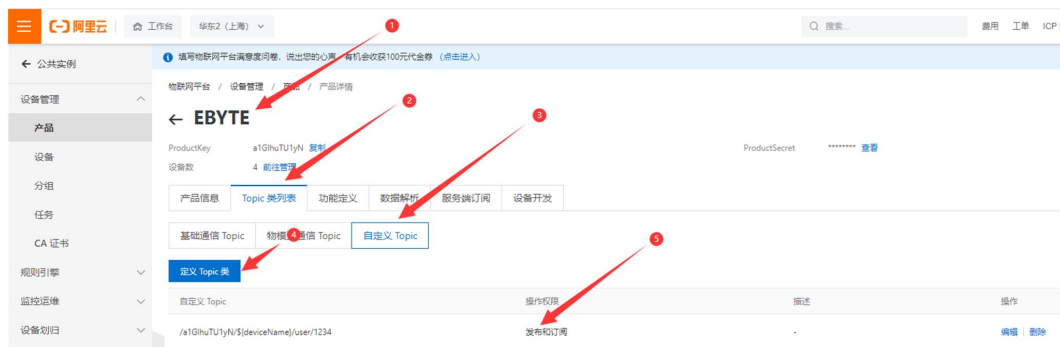 阿里云 工作台 华东2（上海） 搜索... 费用 工单 ICP
1
← 公共实例
填写物联网平台满意度问卷，说出您的心声，有机会获100元代金券 （点击进入）
设备管理
产品
设备
分组
任务
CA 证书
规则引擎
监控运维
设备划归
物联网平台 / 设备管理 / 产品 / 产品详情
2
3
← EBYTE
ProductKey a1GlhuTU1yN 复制 ProductSecret ******** 查看
设备数 4 前往管理
产品信息 Topic 类列表 功能定义 数据解析 服务端订阅 设备开发
基础通信 Topic 物模型通信 Topic 自定义 Topic
4
5
定义 Topic 类
自定义 Topic 操作权限 描述 操作
/a1GlhuTU1yN/${deviceName}/user/1234 发布和订阅 - 编辑 删除